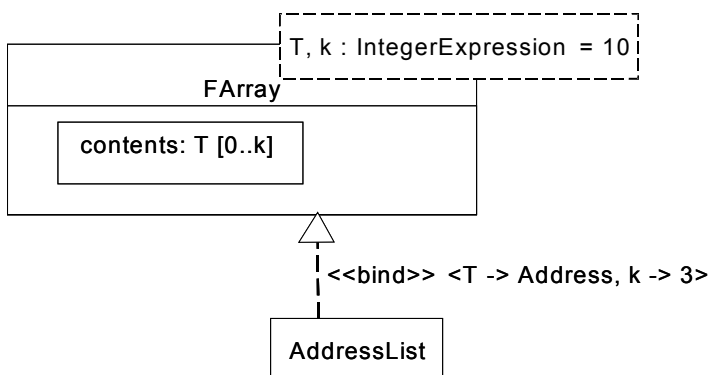 T, k : IntegerExpression = 10
FArray
contents: T [0..k]
<<bind>> <T -> Address, k -> 3>
AddressList